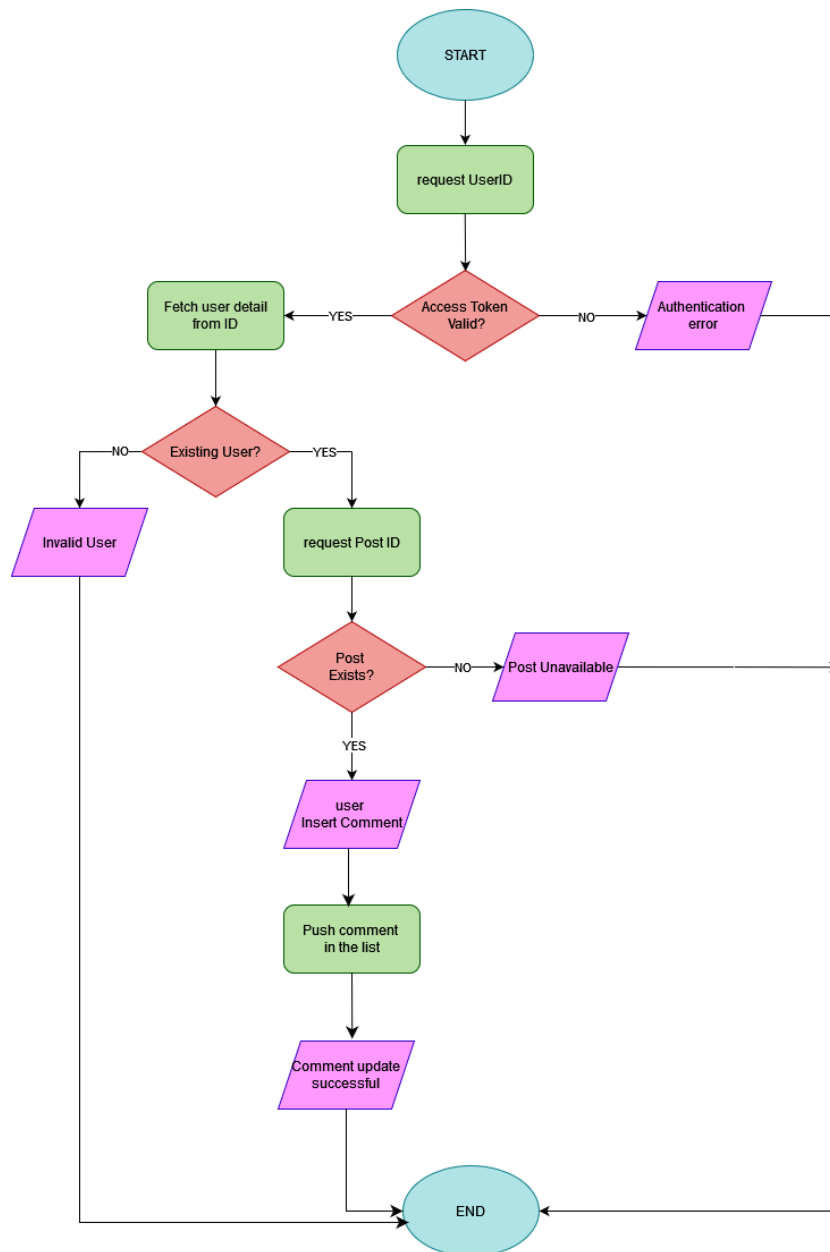 START
request UserID
Fetch user detail
from ID
YES
Access Token
Valid?
NO
Authentication
error
NO
Existing User?
YES
Invalid User
request Post ID
Post
Exists?
NO
Post Unavailable
YES
user
Insert Comment
Push comment
in the list
Comment update
successful
END